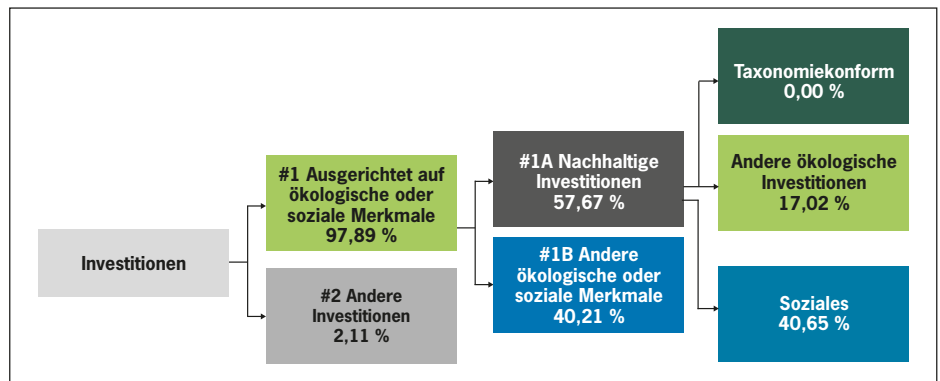 Investitionen
#1 Ausgerichtet auf
ökologische oder
soziale Merkmale
97,89 %
#2 Andere
Investitionen
2,11 %
#1A Nachhaltige
Investitionen
57,67 %
#1B Andere
ökologische oder
soziale Merkmale
40,21 %
Taxonomiekonform
0,00 %
Andere ökologische
Investitionen
17,02 %
Soziales
40,65 %